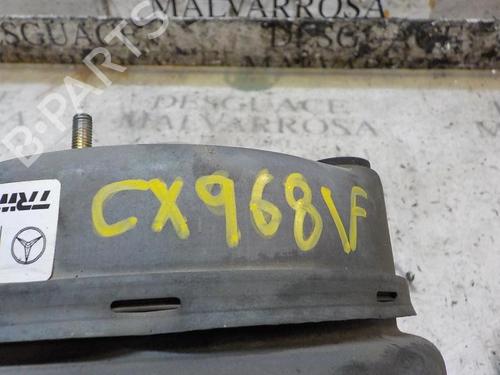 MALVARROSA
DESGUACE
B-PARTS
DESGUACE
MALVARROSA
CX968VF
TRW